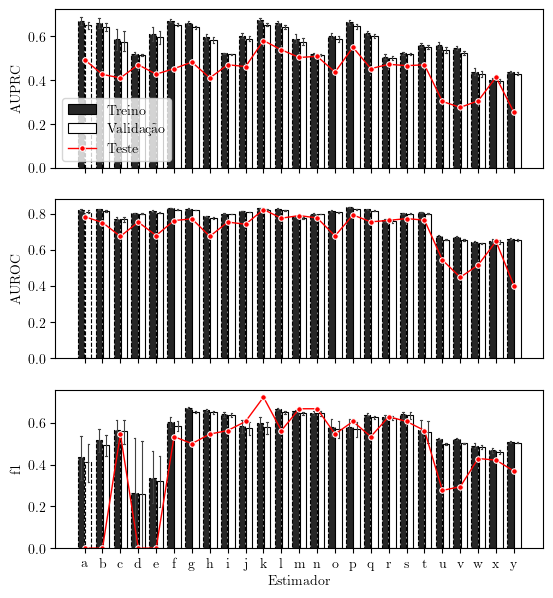 0.6
0.4
0.2
0.0
AUPRC
Treino
Validação
Teste
0.8
0.6
0.4
0.2
0.0
AUROC
0.6
0.4
0.2
0.0
f1
a b c d e f g h i j k l m n o p q r s t u v w x y
Estimador